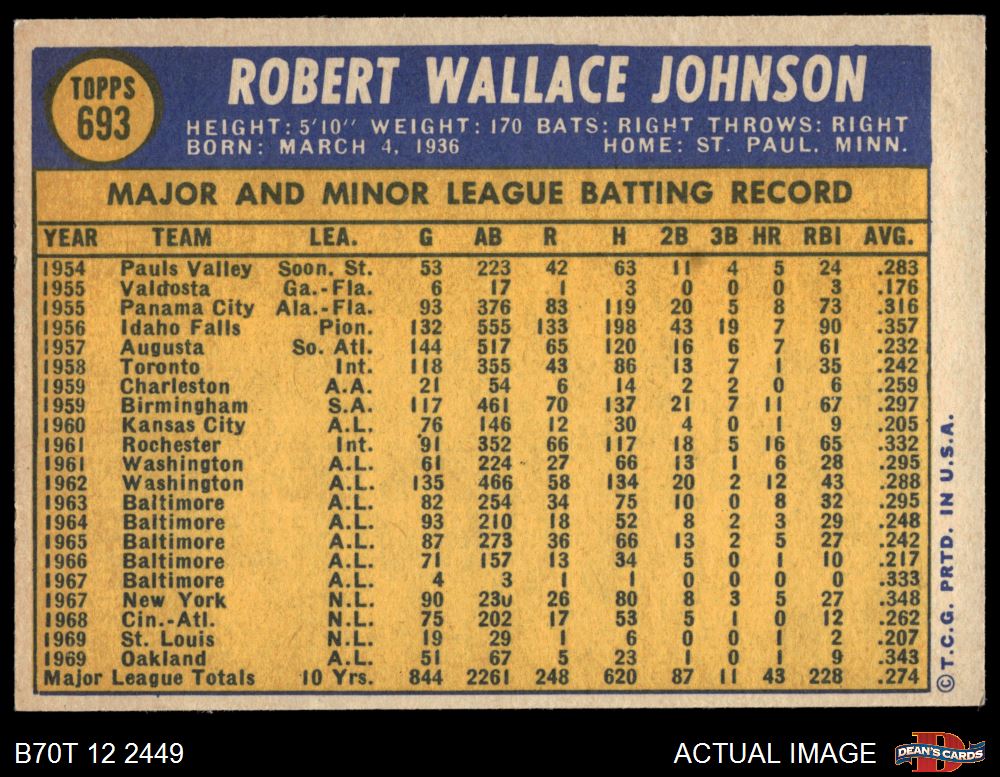 TOPPS
693
ROBERT WALLACE JOHNSON
HEIGHT: 5'10" WEIGHT: 170 BATS: RIGHT THROWS: RIGHT
BORN: MARCH 4, 1936 HOME: ST. PAUL, MINN.
MAJOR AND MINOR LEAGUE BATTING RECORD
YEAR TEAM LEA. G AB R H 2B 3B HR RBI AVG.
1954 Pauls Valley Soon. St. 53 223 42 63 11 4 5 24 .283
1955 Valdosta Ga.-Fla. 6 17 1 3 0 0 0 3 .176
1955 Panama City Ala.-Fla. 93 376 83 119 20 5 8 73 .316
1956 Idaho Falls Pion. 132 555 133 198 43 19 7 90 .357
1957 Augusta So. Atl. 144 517 65 120 16 6 7 61 .232
1958 Toronto Int. 118 355 43 86 13 7 1 35 .242
1959 Charleston A.A. 21 54 6 14 2 2 0 6 .259
1959 Birmingham S.A. 117 461 70 137 21 7 11 67 .297
1960 Kansas City A.L. 76 146 12 30 4 0 1 9 .205
1961 Rochester Int. 91 352 66 117 18 5 16 65 .332
1961 Washington A.L. 61 224 27 66 13 1 6 28 .295
1962 Washington A.L. 135 466 58 134 20 2 12 43 .288
1963 Baltimore A.L. 82 254 34 75 10 0 8 32 .295
1964 Baltimore A.L. 93 210 18 52 8 2 3 29 .248
1965 Baltimore A.L. 87 273 36 66 13 2 5 27 .242
1966 Baltimore A.L. 71 157 13 34 5 0 1 10 .217
1967 Baltimore A.L. 4 3 1 1 0 0 0 0 .333
1967 New York N.L. 90 230 26 80 8 3 5 27 .348
1968 Cin.-Atl. N.L. 75 202 17 53 5 1 0 12 .262
1969 St. Louis N.L. 19 29 1 6 0 0 1 2 .207
1969 Oakland A.L. 51 67 5 23 1 0 1 9 .343
Major League Totals 10 Yrs. 844 2261 248 620 87 11 43 228 .274
©T.C.G. PRTD. IN U.S.A.
B70T 12 2449 ACTUAL IMAGE
D
DEAN'S CARDS